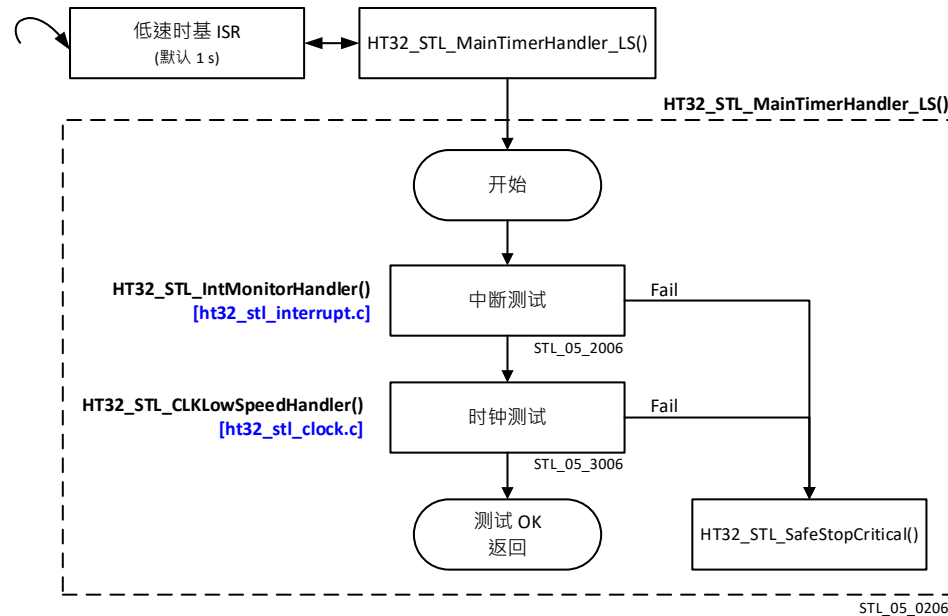 低速时基 ISR
(默认 1 s)
HT32_STL_MainTimerHandler_LS()
HT32_STL_MainTimerHandler_LS()
开始
HT32_STL_IntMonitorHandler()
[ht32_stl_interrupt.c]
中断测试
Fail
STL_05_2006
HT32_STL_CLKLowSpeedHandler()
[ht32_stl_clock.c]
时钟测试
Fail
STL_05_3006
测试 OK
返回
HT32_STL_SafeStopCritical()
STL_05_0206